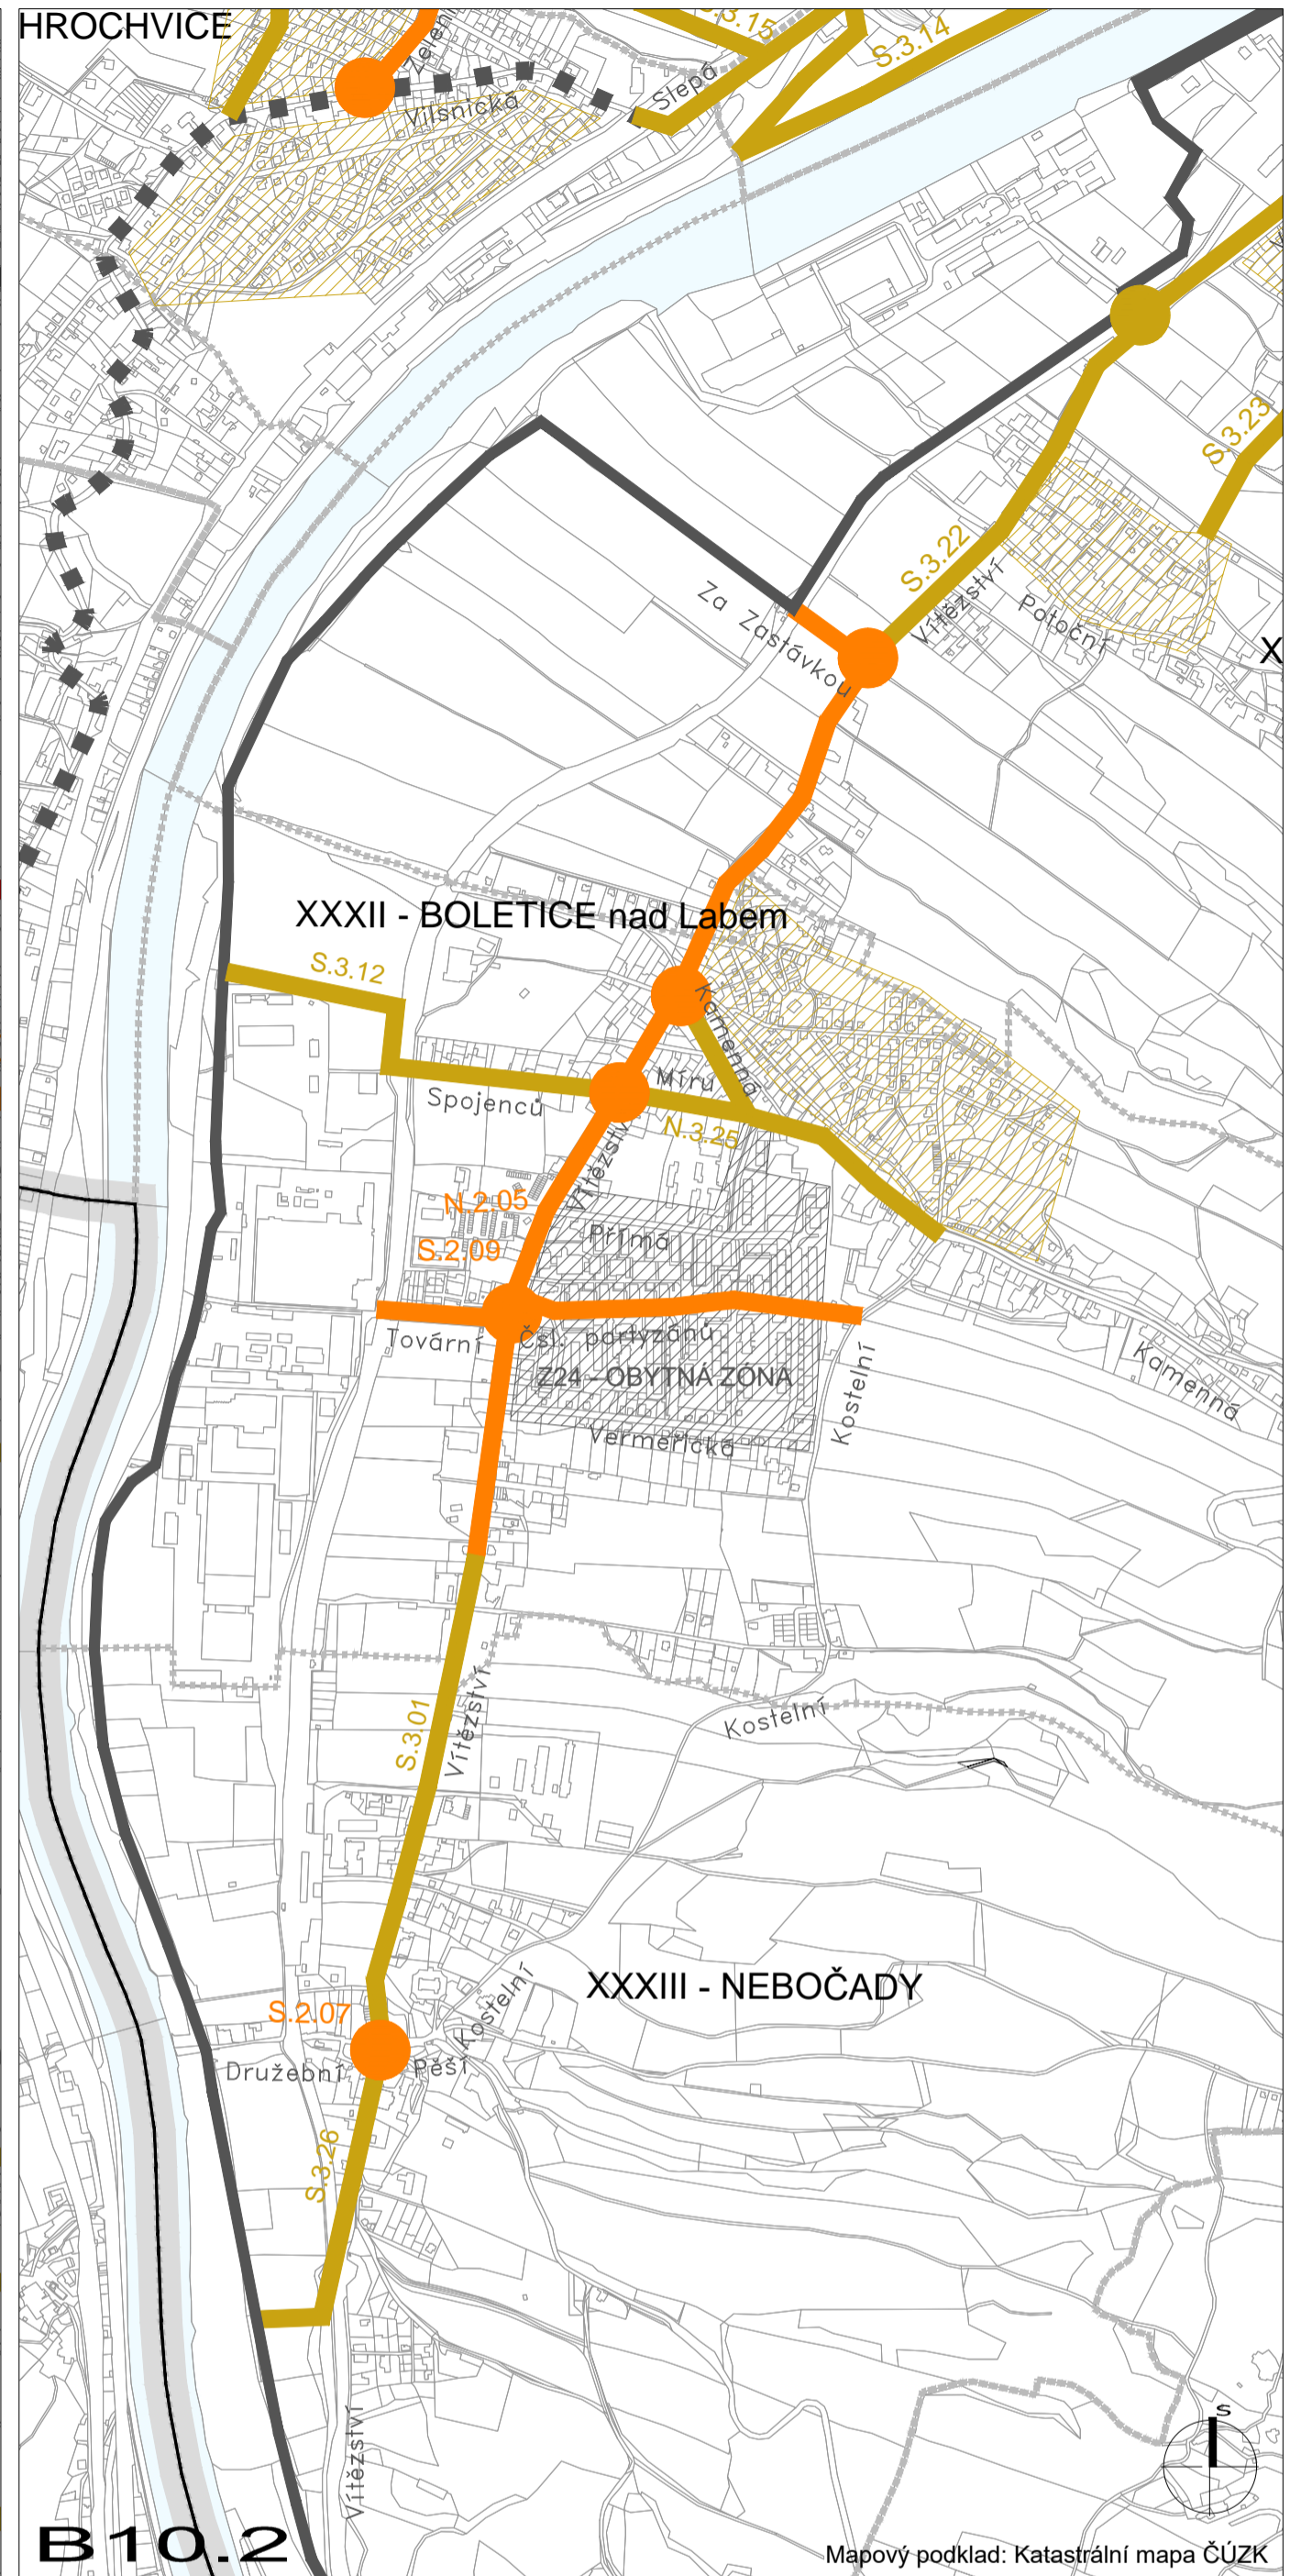 HROCHVICE
Zelen
Vilsnická
Slepá
S.3.15
S.3.14
S.3.23
S.3.22
Vítězství
Potoční
Za Zastávkou
X
XXXII - BOLETICE nad Labem
S.3.12
Kamenná
Míru
Spojenců
N.3.25
Vítězství
N.2.05
Přímá
S.2.09
Tovární
Čsl. partyzánů
Z24 - OBYTNÁ ZÓNA
Kostelní
Kamenná
Vermeřická
Kostelní
S.3.01
Vítězství
XXXIII - NEBOČADY
Kostelní
S.2.07
Družební
Pěší
S.3.26
Vítězství
S
B10.2
Mapový podklad: Katastrální mapa ČÚZK